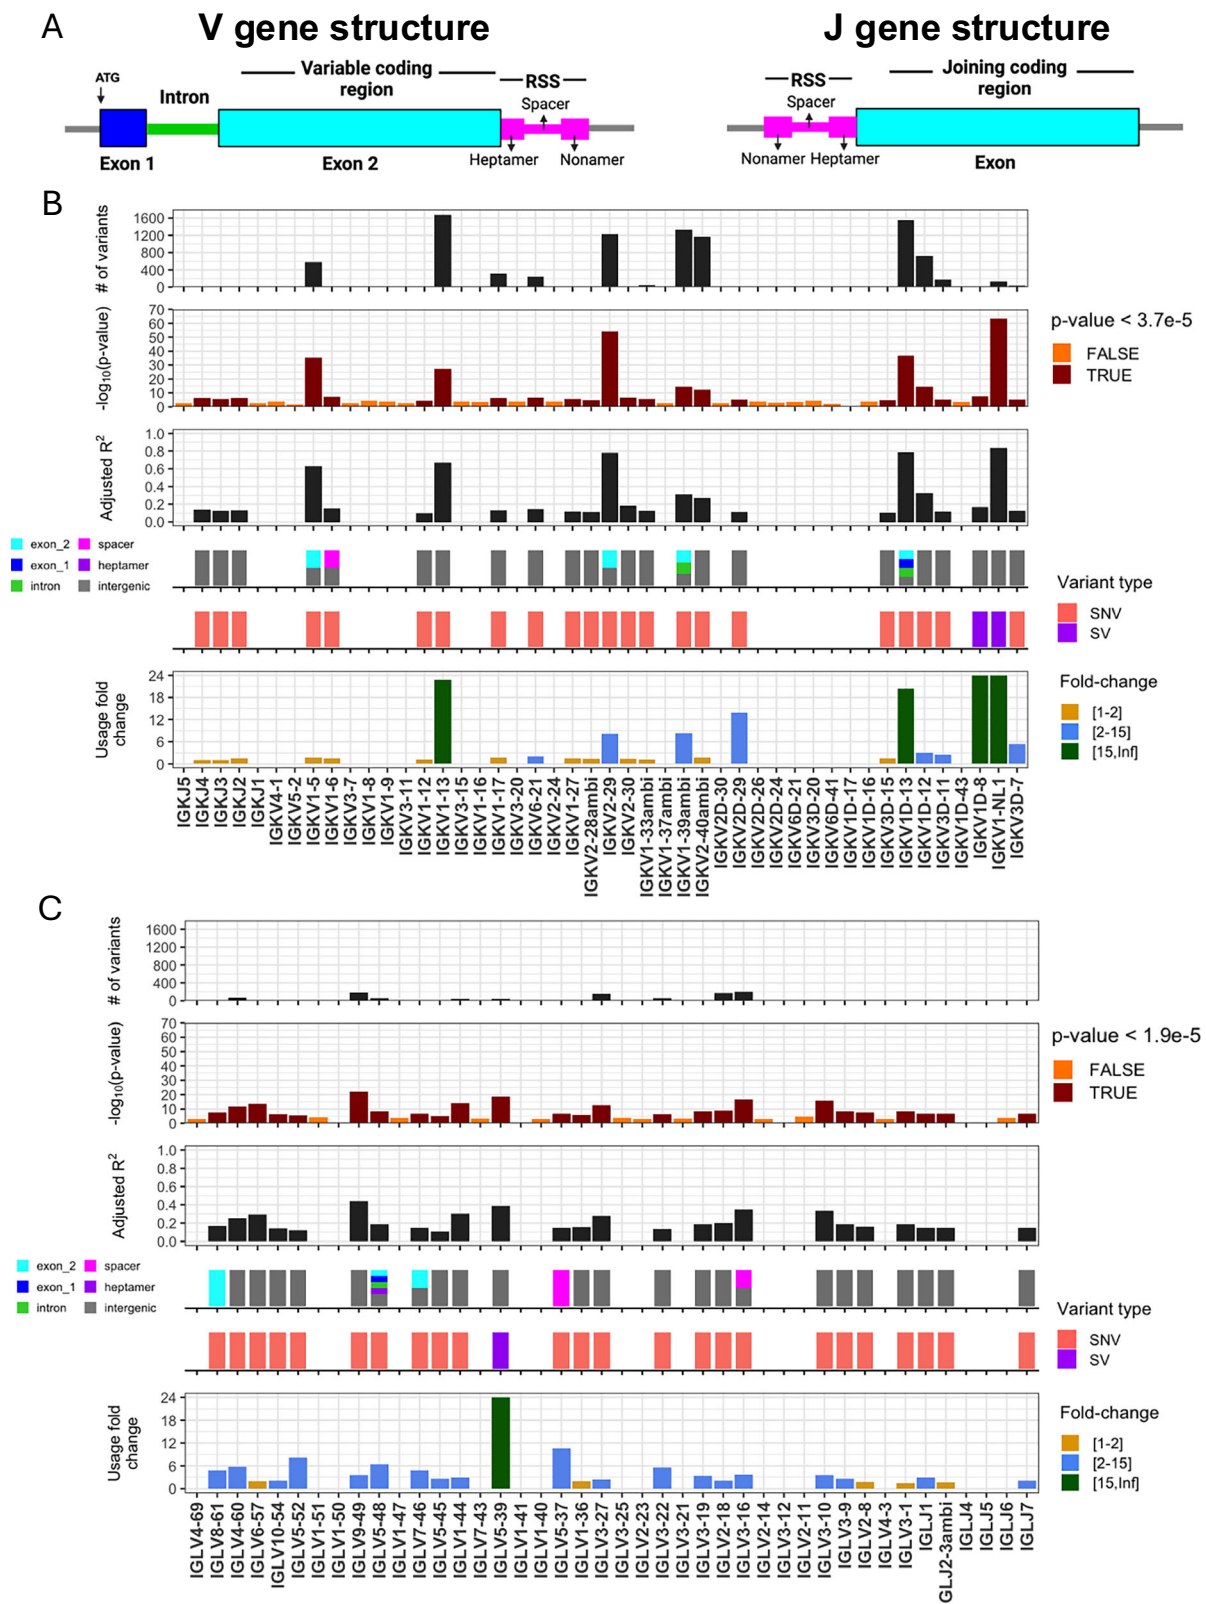 A
V gene structure
J gene structure
ATG
Intron
Variable coding
region
RSS
Spacer
Exon 1
Exon 2
Heptamer
Nonamer
RSS
Spacer
Joining coding
region
Nonamer
Heptamer
Exon
B
# of variants
1600
1200
800
400
0
-log10(p-value)
70
60
50
40
30
20
10
0
p-value < 3.7e-5
FALSE
TRUE
Adjusted R2
1.0
0.8
0.6
0.4
0.2
0.0
exon_2
spacer
exon_1
heptamer
intron
intergenic
Variant type
SNV
SV
Usage fold
change
24
18
12
6
0
Fold-change
[1-2]
[2-15]
[15,Inf]
IGKJ5
IGKJ4
IGKJ3
IGKJ2
IGKJ1
IGKV4-1
IGKV5-2
IGKV1-5
IGKV1-6
IGKV3-7
IGKV1-8
IGKV1-9
IGKV3-11
IGKV1-12
IGKV1-13
IGKV3-15
IGKV1-16
IGKV1-17
IGKV3-20
IGKV6-21
IGKV2-24
IGKV1-27
IGKV2-28ambi
IGKV2-29
IGKV2-30
IGKV1-33ambi
IGKV1-37ambi
IGKV1-39ambi
IGKV2-40ambi
IGKV2D-30
IGKV2D-29
IGKV2D-26
IGKV2D-24
IGKV6D-21
IGKV3D-20
IGKV6D-41
IGKV1D-17
IGKV1D-16
IGKV3D-15
IGKV1D-13
IGKV1D-12
IGKV3D-11
IGKV1D-43
IGKV1D-8
IGKV1-NL1
IGKV3D-7
C
# of variants
1600
1200
800
400
0
-log10(p-value)
70
60
50
40
30
20
10
0
p-value < 1.9e-5
FALSE
TRUE
Adjusted R2
1.0
0.8
0.6
0.4
0.2
0.0
exon_2
spacer
exon_1
heptamer
intron
intergenic
Variant type
SNV
SV
Usage fold
change
24
18
12
6
0
Fold-change
[1-2]
[2-15]
[15,Inf]
IGLV4-69
IGLV8-61
IGLV4-60
IGLV6-57
IGLV10-54
IGLV5-52
IGLV1-51
IGLV1-50
IGLV9-49
IGLV5-48
IGLV1-47
IGLV7-46
IGLV5-45
IGLV1-44
IGLV7-43
IGLV5-39
IGLV1-41
IGLV1-40
IGLV5-37
IGLV1-36
IGLV3-27
IGLV3-25
IGLV2-23
IGLV3-22
IGLV3-21
IGLV3-19
IGLV2-18
IGLV3-16
IGLV2-14
IGLV3-12
IGLV2-11
IGLV3-10
IGLV3-9
IGLV2-8
IGLV4-3
IGLV3-1
IGLJ1
GLJ2-3ambi
IGLJ4
IGLJ5
IGLJ6
IGLJ7